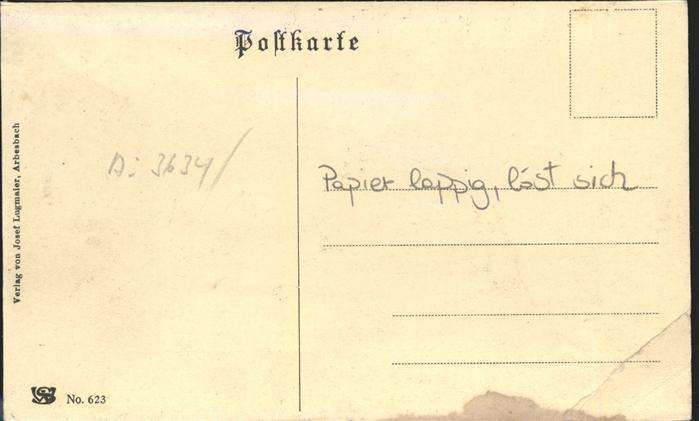 Postkarte
A: 3634/
Papier lappig, löst sich
Verlag von Josef Lugmaier, Arbesbach
No. 623